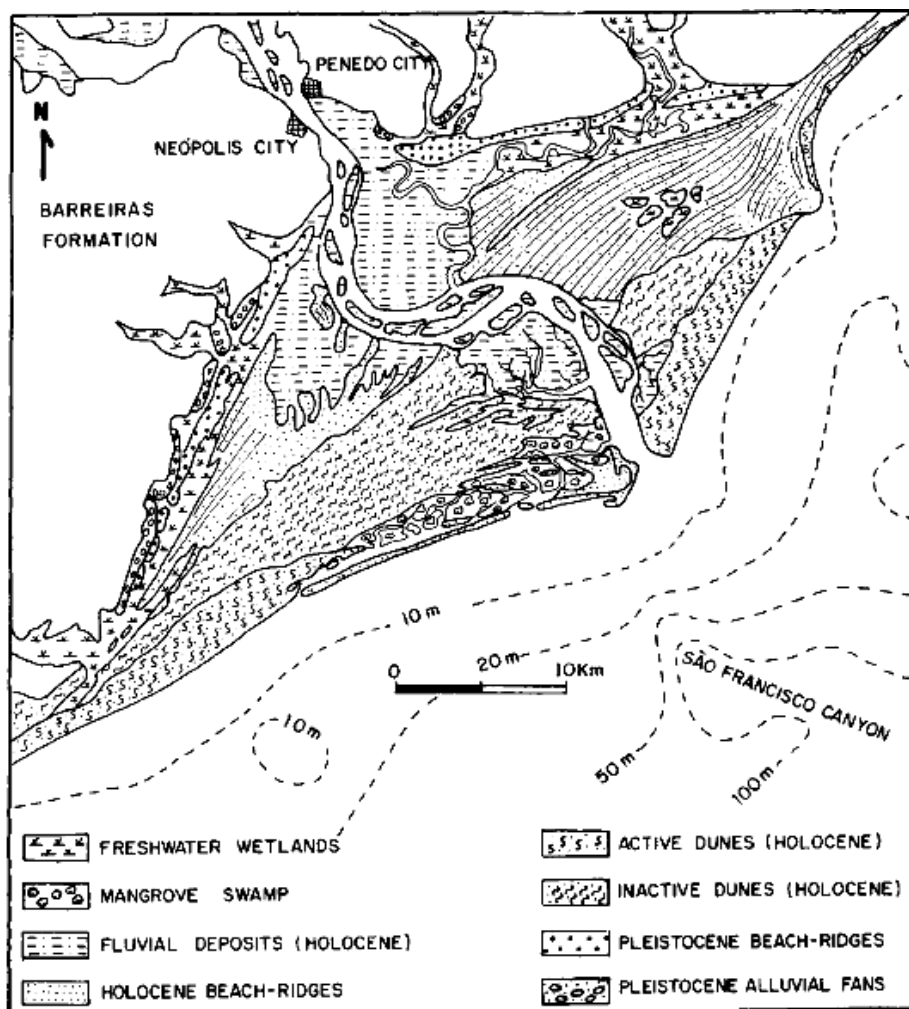 PENEDO CITY
N
NEÓPOLIS CITY
BARREIRAS
FORMATION
10 m
0
20 m
10Km
SÃO FRANCISCO CANYON
10 m
50 m
100 m
FRESHWATER WETLANDS
MANGROVE SWAMP
FLUVIAL DEPOSITS (HOLOCENE)
HOLOCENE BEACH-RIDGES
ACTIVE DUNES (HOLOCENE)
INACTIVE DUNES (HOLOCENE)
PLEISTOCENE BEACH-RIDGES
PLEISTOCENE ALLUVIAL FANS